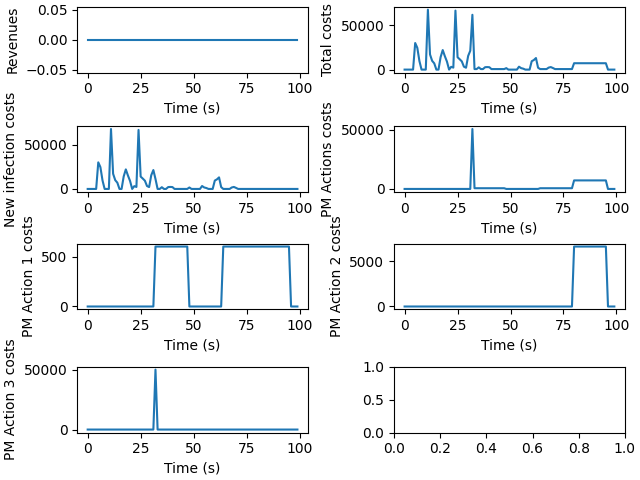 Revenues
0.05
0.00
−0.05
0 25 50 75 100
Time (s)
Total costs
50000
0
0 25 50 75 100
Time (s)
New infection costs
50000
0
0 25 50 75 100
Time (s)
PM Actions costs
50000
0
0 25 50 75 100
Time (s)
PM Action 1 costs
500
0
0 25 50 75 100
Time (s)
PM Action 2 costs
5000
0
0 25 50 75 100
Time (s)
PM Action 3 costs
50000
0
0 25 50 75 100
Time (s)
1.0
0.5
0.0
0.0 0.2 0.4 0.6 0.8 1.0